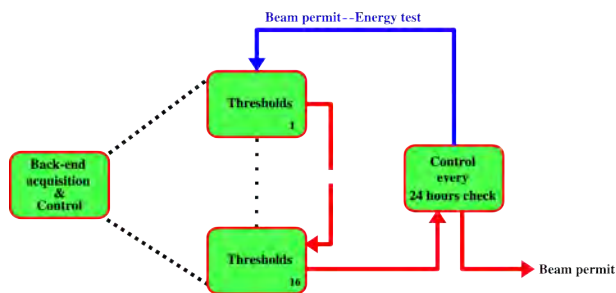 Beam permit--Energy test
Thresholds
1
Back-end
acquisition
&
Control
Control
every
24 hours check
Thresholds
16
Beam permit